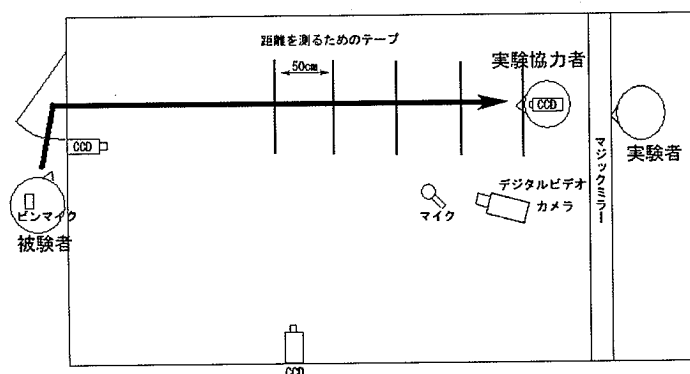 距離を測るためのテープ
50cm
実験協力者
CCD
実験者
CCD
マジックミラー
デジタルビデオ
カメラ
マイク
ピンマイク
被験者
CCD